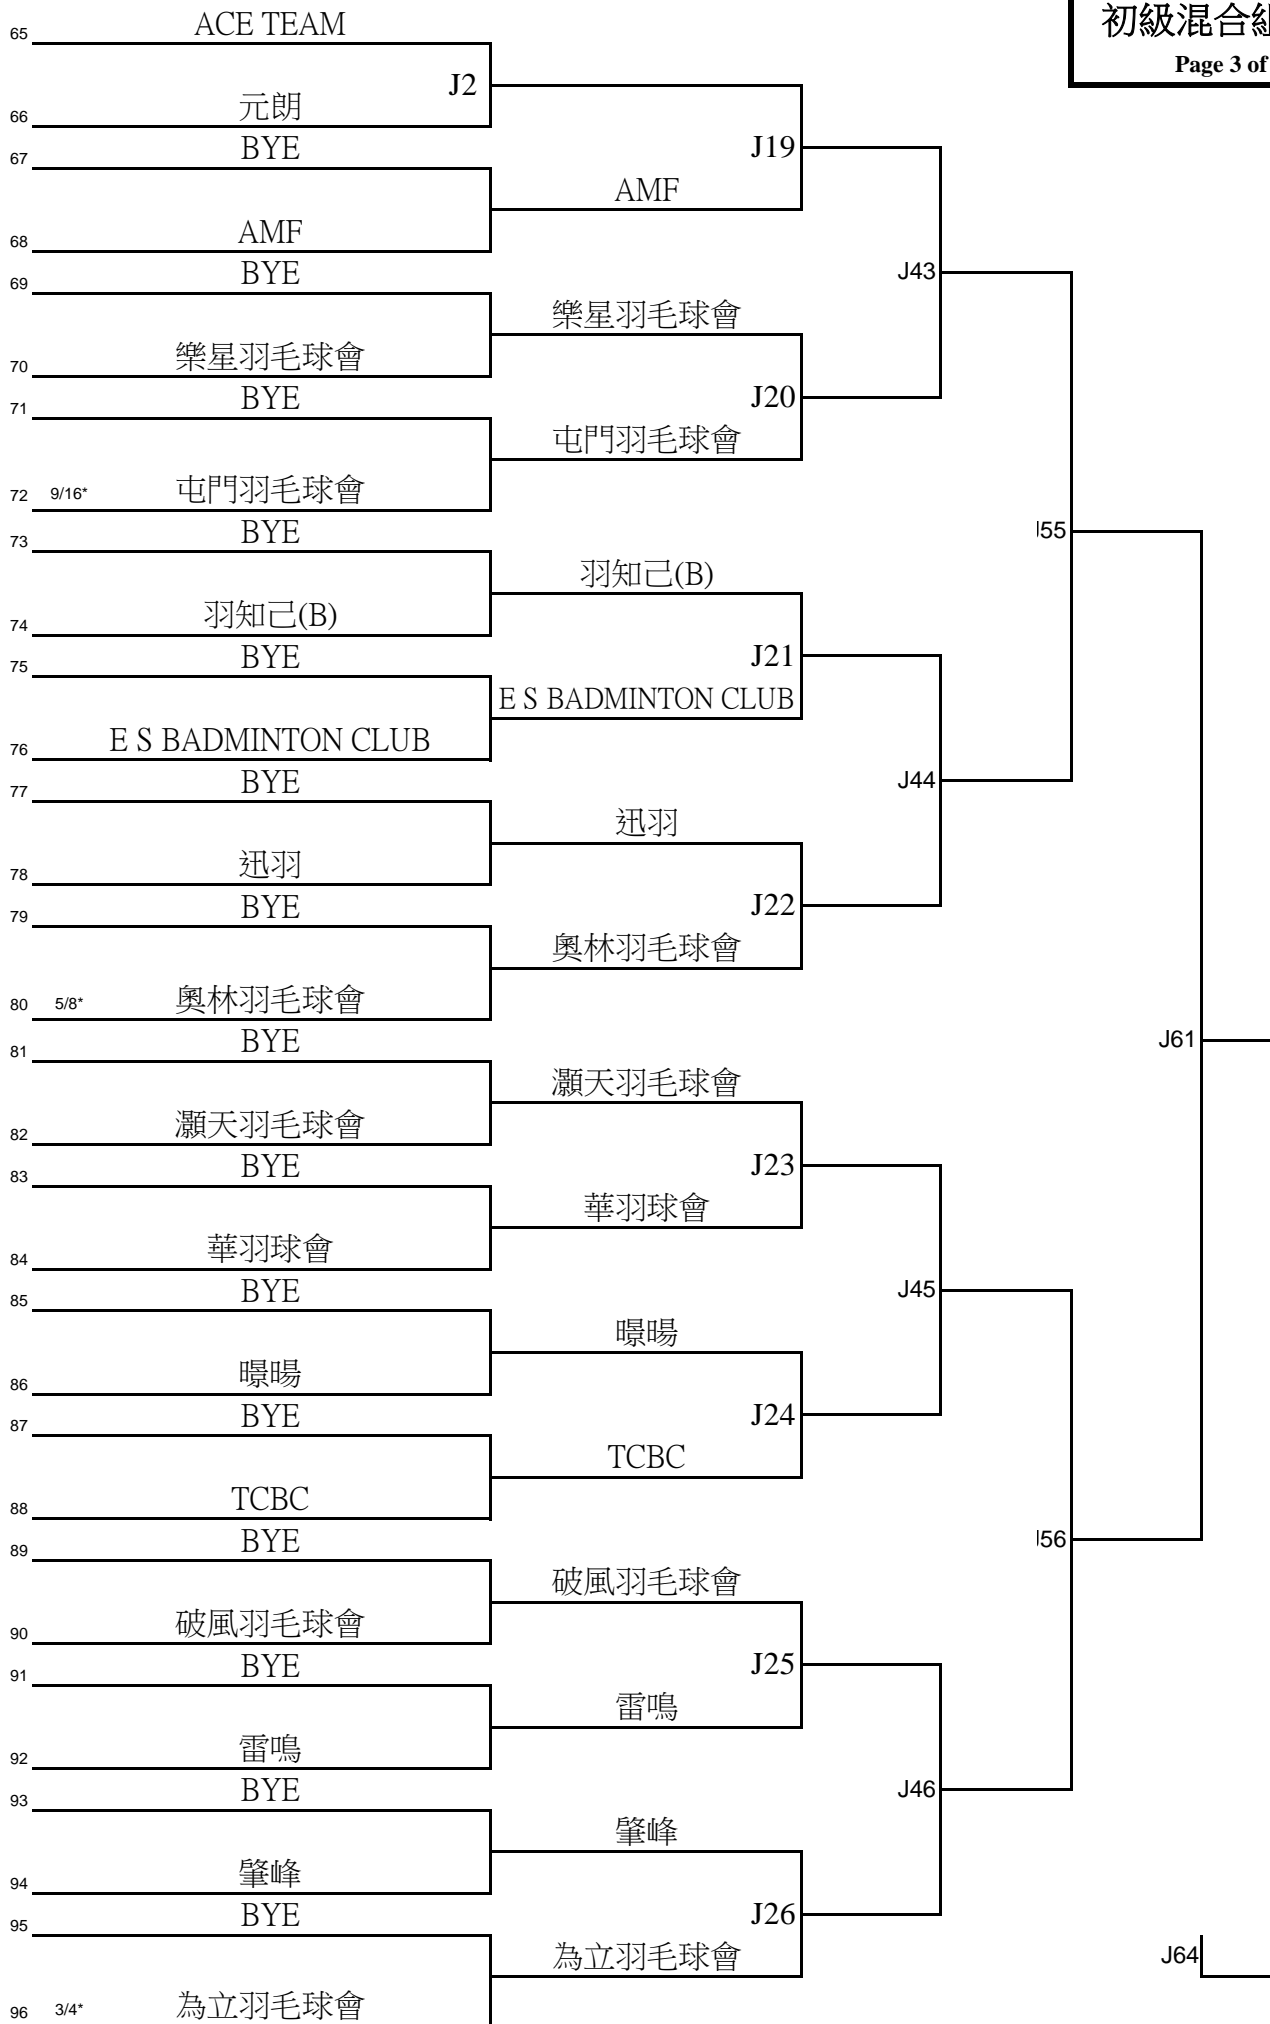 初級混合組
Page 3 of
65 ACE TEAM
J2
66 元朗
67 BYE
J19
AMF
68 AMF
69 BYE
J43
樂星羽毛球會
70 樂星羽毛球會
71 BYE
J20
屯門羽毛球會
72 9/16* 屯門羽毛球會
73 BYE
J55
羽知己(B)
74 羽知己(B)
75 BYE
J21
E S BADMINTON CLUB
76 E S BADMINTON CLUB
77 BYE
J44
迅羽
78 迅羽
79 BYE
J22
奧林羽毛球會
80 5/8* 奧林羽毛球會
81 BYE
J61
灝天羽毛球會
82 灝天羽毛球會
83 BYE
J23
華羽球會
84 華羽球會
85 BYE
J45
暻暘
86 暻暘
87 BYE
J24
TCBC
88 TCBC
89 BYE
J56
破風羽毛球會
90 破風羽毛球會
91 BYE
J25
雷鳴
92 雷鳴
93 BYE
J46
肇峰
94 肇峰
95 BYE
J26
為立羽毛球會
J64
96 3/4* 為立羽毛球會